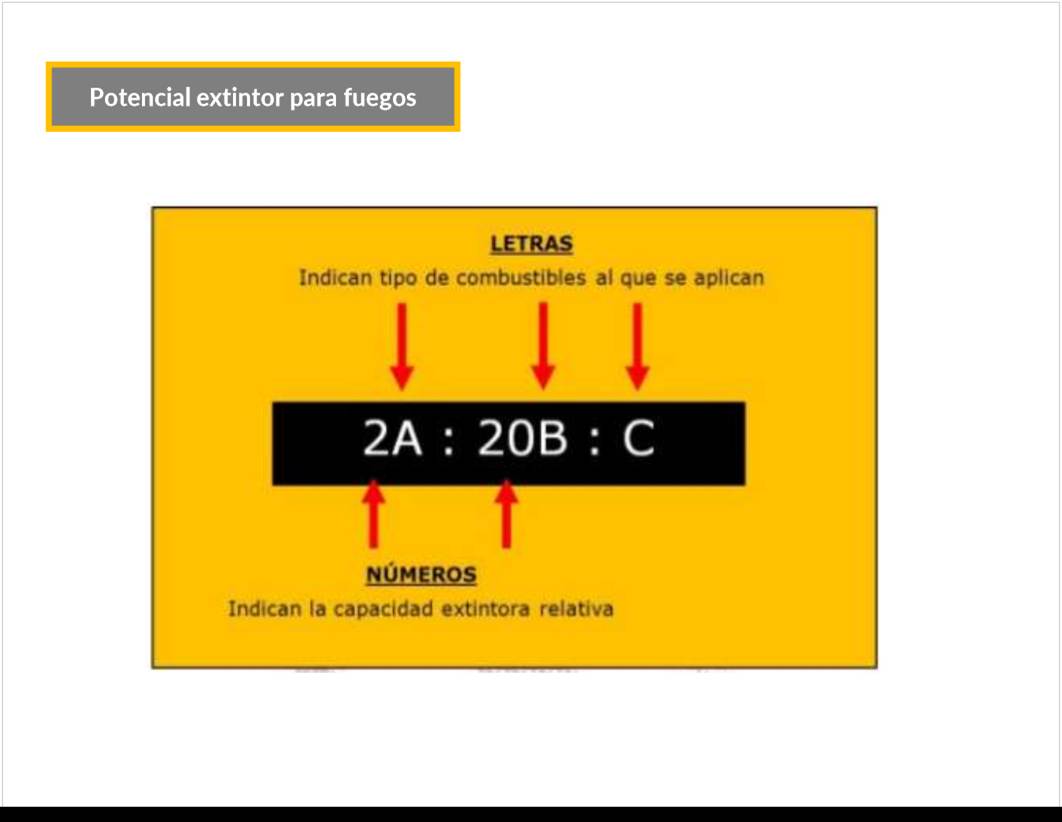 Potencial extintor para fuegos
LETRAS
Indican tipo de combustibles al que se aplican
2A : 20B : C
NÚMEROS
Indican la capacidad extintora relativa